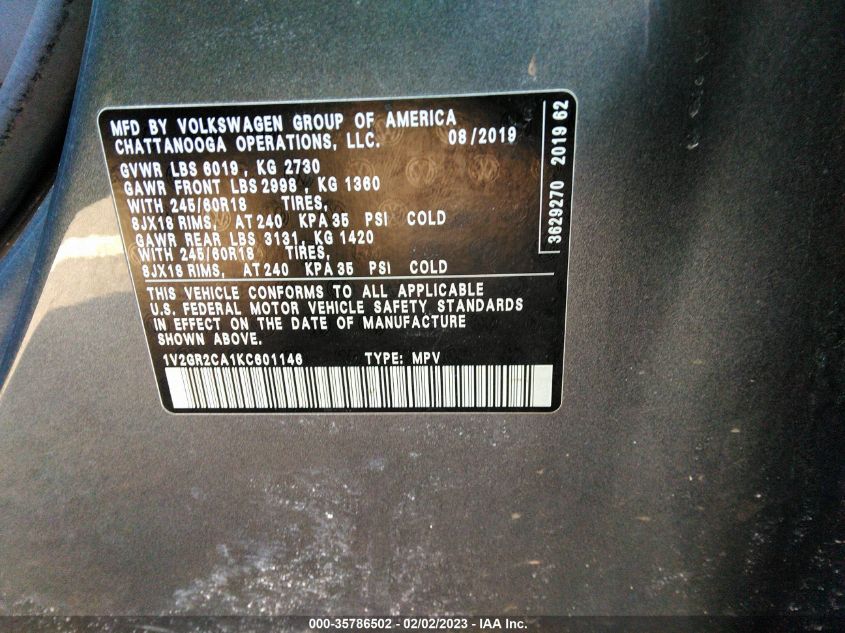 MFD BY VOLKSWAGEN GROUP OF AMERICA
CHATTANOOGA OPERATIONS, LLC. 08/2019
GVWR LBS 6019, KG 2730
GAWR FRONT LBS 2998, KG 1360
WITH 245/60R18 TIRES,
8JX18 RIMS, AT 240 KPA 35 PSI COLD
GAWR REAR LBS 3131, KG 1420
WITH 245/60R18 TIRES,
8JX18 RIMS, AT 240 KPA 35 PSI COLD
THIS VEHICLE CONFORMS TO ALL APPLICABLE
U.S. FEDERAL MOTOR VEHICLE SAFETY STANDARDS
IN EFFECT ON THE DATE OF MANUFACTURE
SHOWN ABOVE.
1V2GR2CA1KC601146 TYPE: MPV
3629270 2019 62
000-35786502 - 02/02/2023 - IAA Inc.